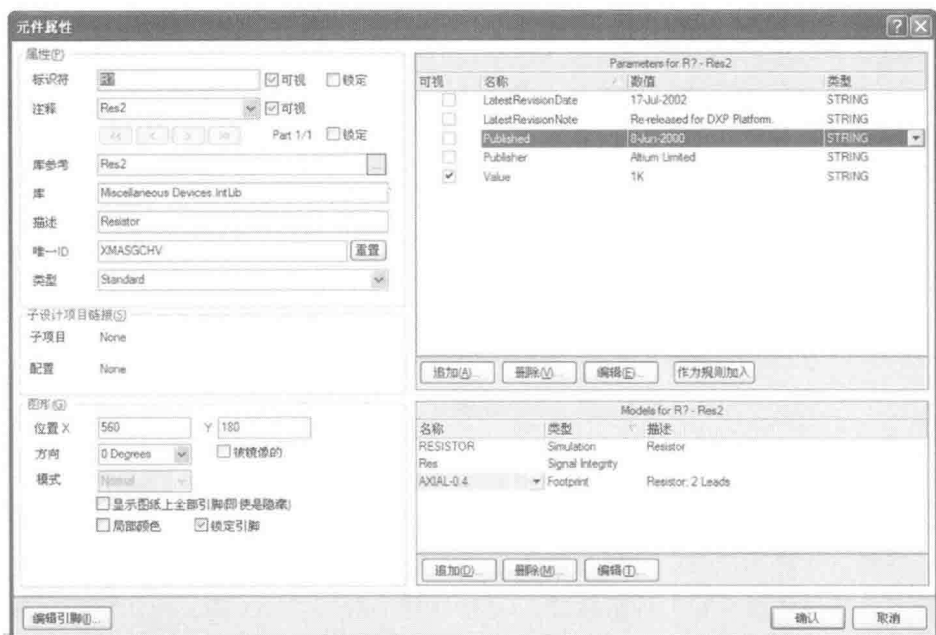 元件属性
属性(P)
标识符 可视 锁定
注释 Res2 可视
<< < > >> Part 1/1 锁定
库参考 Res2 ...
库 Miscellaneous Devices.IntLib
描述 Resistor
唯一ID XMASGCHV 重置
类型 Standard
子设计项目链接(S)
子项目 None
配置 None
图形(G)
位置 X 560 Y 180
方向 0 Degrees 被镜像的
模式 Normal
显示图纸上全部引脚(即使是隐藏)
局部颜色 锁定引脚
编辑引脚(I)...
Parameters for R? - Res2
可视 名称 数值 类型
LatestRevisionDate 17-Jul-2002 STRING
LatestRevisionNote Re-released for DXP Platform. STRING
Published 8-Jun-2000 STRING
Publisher Altium Limited STRING
Value 1K STRING
追加(A)... 删除(V)... 编辑(E)... 作为规则加入
Models for R? - Res2
名称 类型 描述
RESISTOR Simulation Resistor
Res Signal Integrity
AXIAL-0.4 Footprint Resistor; 2 Leads
追加(D)... 删除(M)... 编辑(T)...
确认 取消